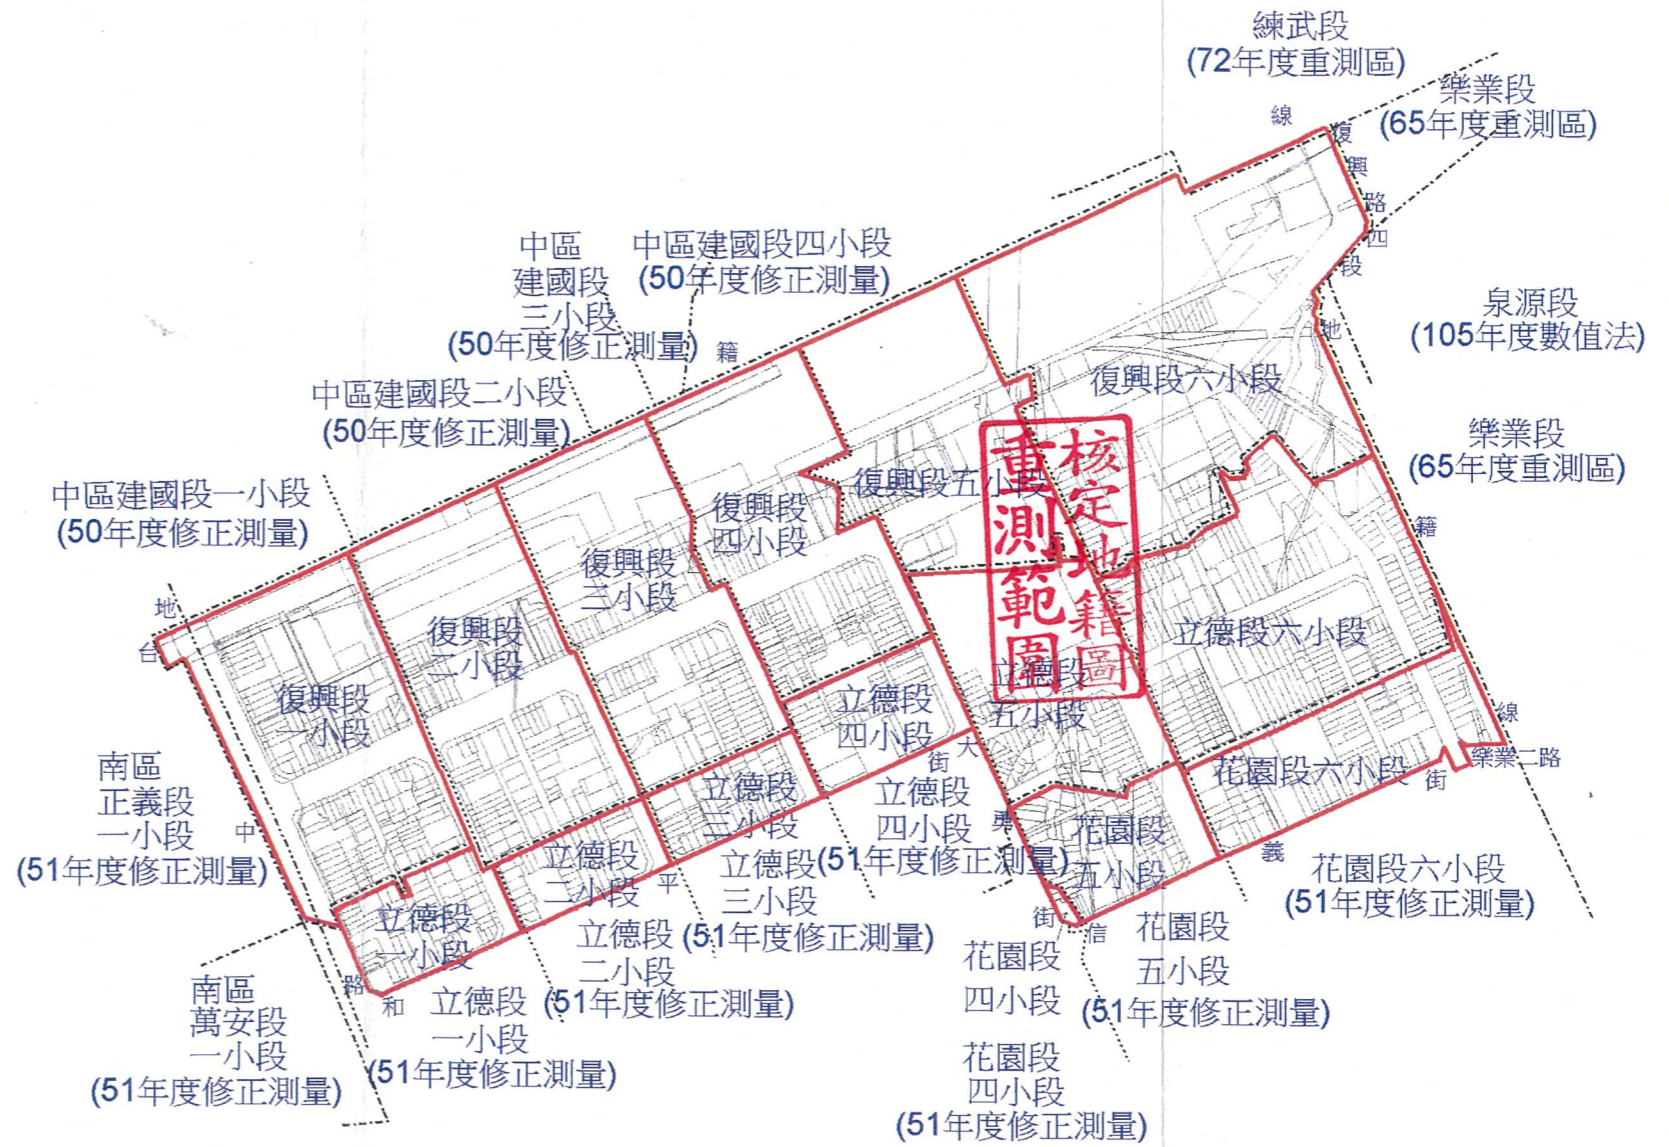 練武段
(72年度重測區)
樂業段
(65年度重測區)
線
復
興
路
四
段
中區
建國段
三小段
(50年度修正測量)
中區建國段四小段
(50年度修正測量)
籍
泉源段
(105年度數值法)
地
中區建國段二小段
(50年度修正測量)
復興段六小段
樂業段
(65年度重測區)
中區建國段一小段
(50年度修正測量)
復興段五小段
復興段
四小段
復興段
三小段
核定地籍圖
重測範圍
籍
地
台
復興段
二小段
復興段
一小段
立德段六小段
立德段
五小段
立德段
四小段
大
街
線
樂業二路
花園段六小段
街
南區
正義段
一小段
(51年度修正測量)
中
立德段
三小段
立德段
四小段
(51年度修正測量)
勇
花園段
五小段
義
花園段六小段
(51年度修正測量)
立德段
二小段
平
立德段
三小段
(51年度修正測量)
立德段
一小段
街
信
花園段
五小段
(51年度修正測量)
立德段
二小段
(51年度修正測量)
花園段
四小段
南區
萬安段
一小段
(51年度修正測量)
路
和
立德段
一小段
(51年度修正測量)
花園段
四小段
(51年度修正測量)